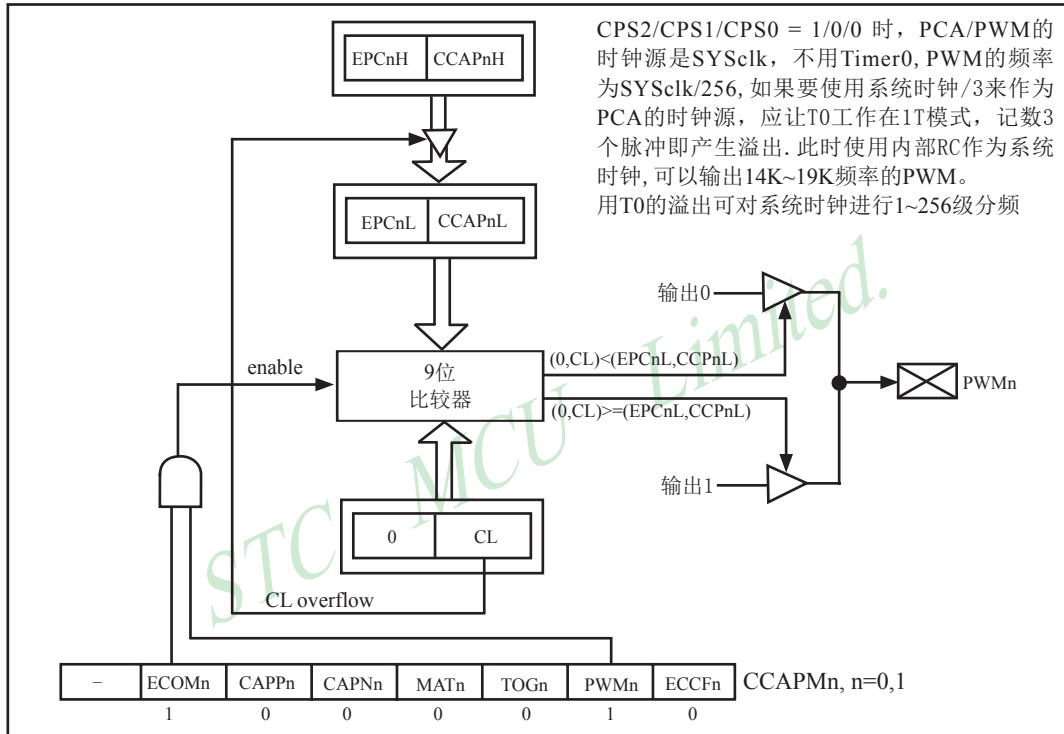 CPS2/CPS1/CPS0 = 1/0/0 时，PCA/PWM的
时钟源是SYSclk，不用Timer0, PWM的频率
为SYSclk/256, 如果要使用系统时钟/3来作为
PCA的时钟源，应让T0工作在1T模式，记数3
个脉冲即产生溢出. 此时使用内部RC作为系统
时钟, 可以输出14K~19K频率的PWM。
用T0的溢出可对系统时钟进行1~256级分频
EPCnH CCAPnH
EPCnL CCAPnL
输出0
enable
9位
比较器
(0,CL)<(EPCnL,CCPnL)
(0,CL)>=(EPCnL,CCPnL)
PWMn
输出1
0 CL
CL overflow
STC MCU Limited.
– ECOMn CAPPn CAPNn MATn TOGn PWMn ECCFn CCAPMn, n=0,1
1 0 0 0 0 1 0